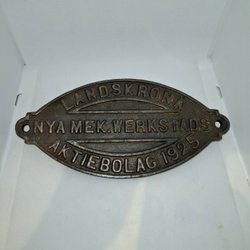 LANDSKRONA
NYA MEK. WERKSTADS
AKTIEBOLAG 1925